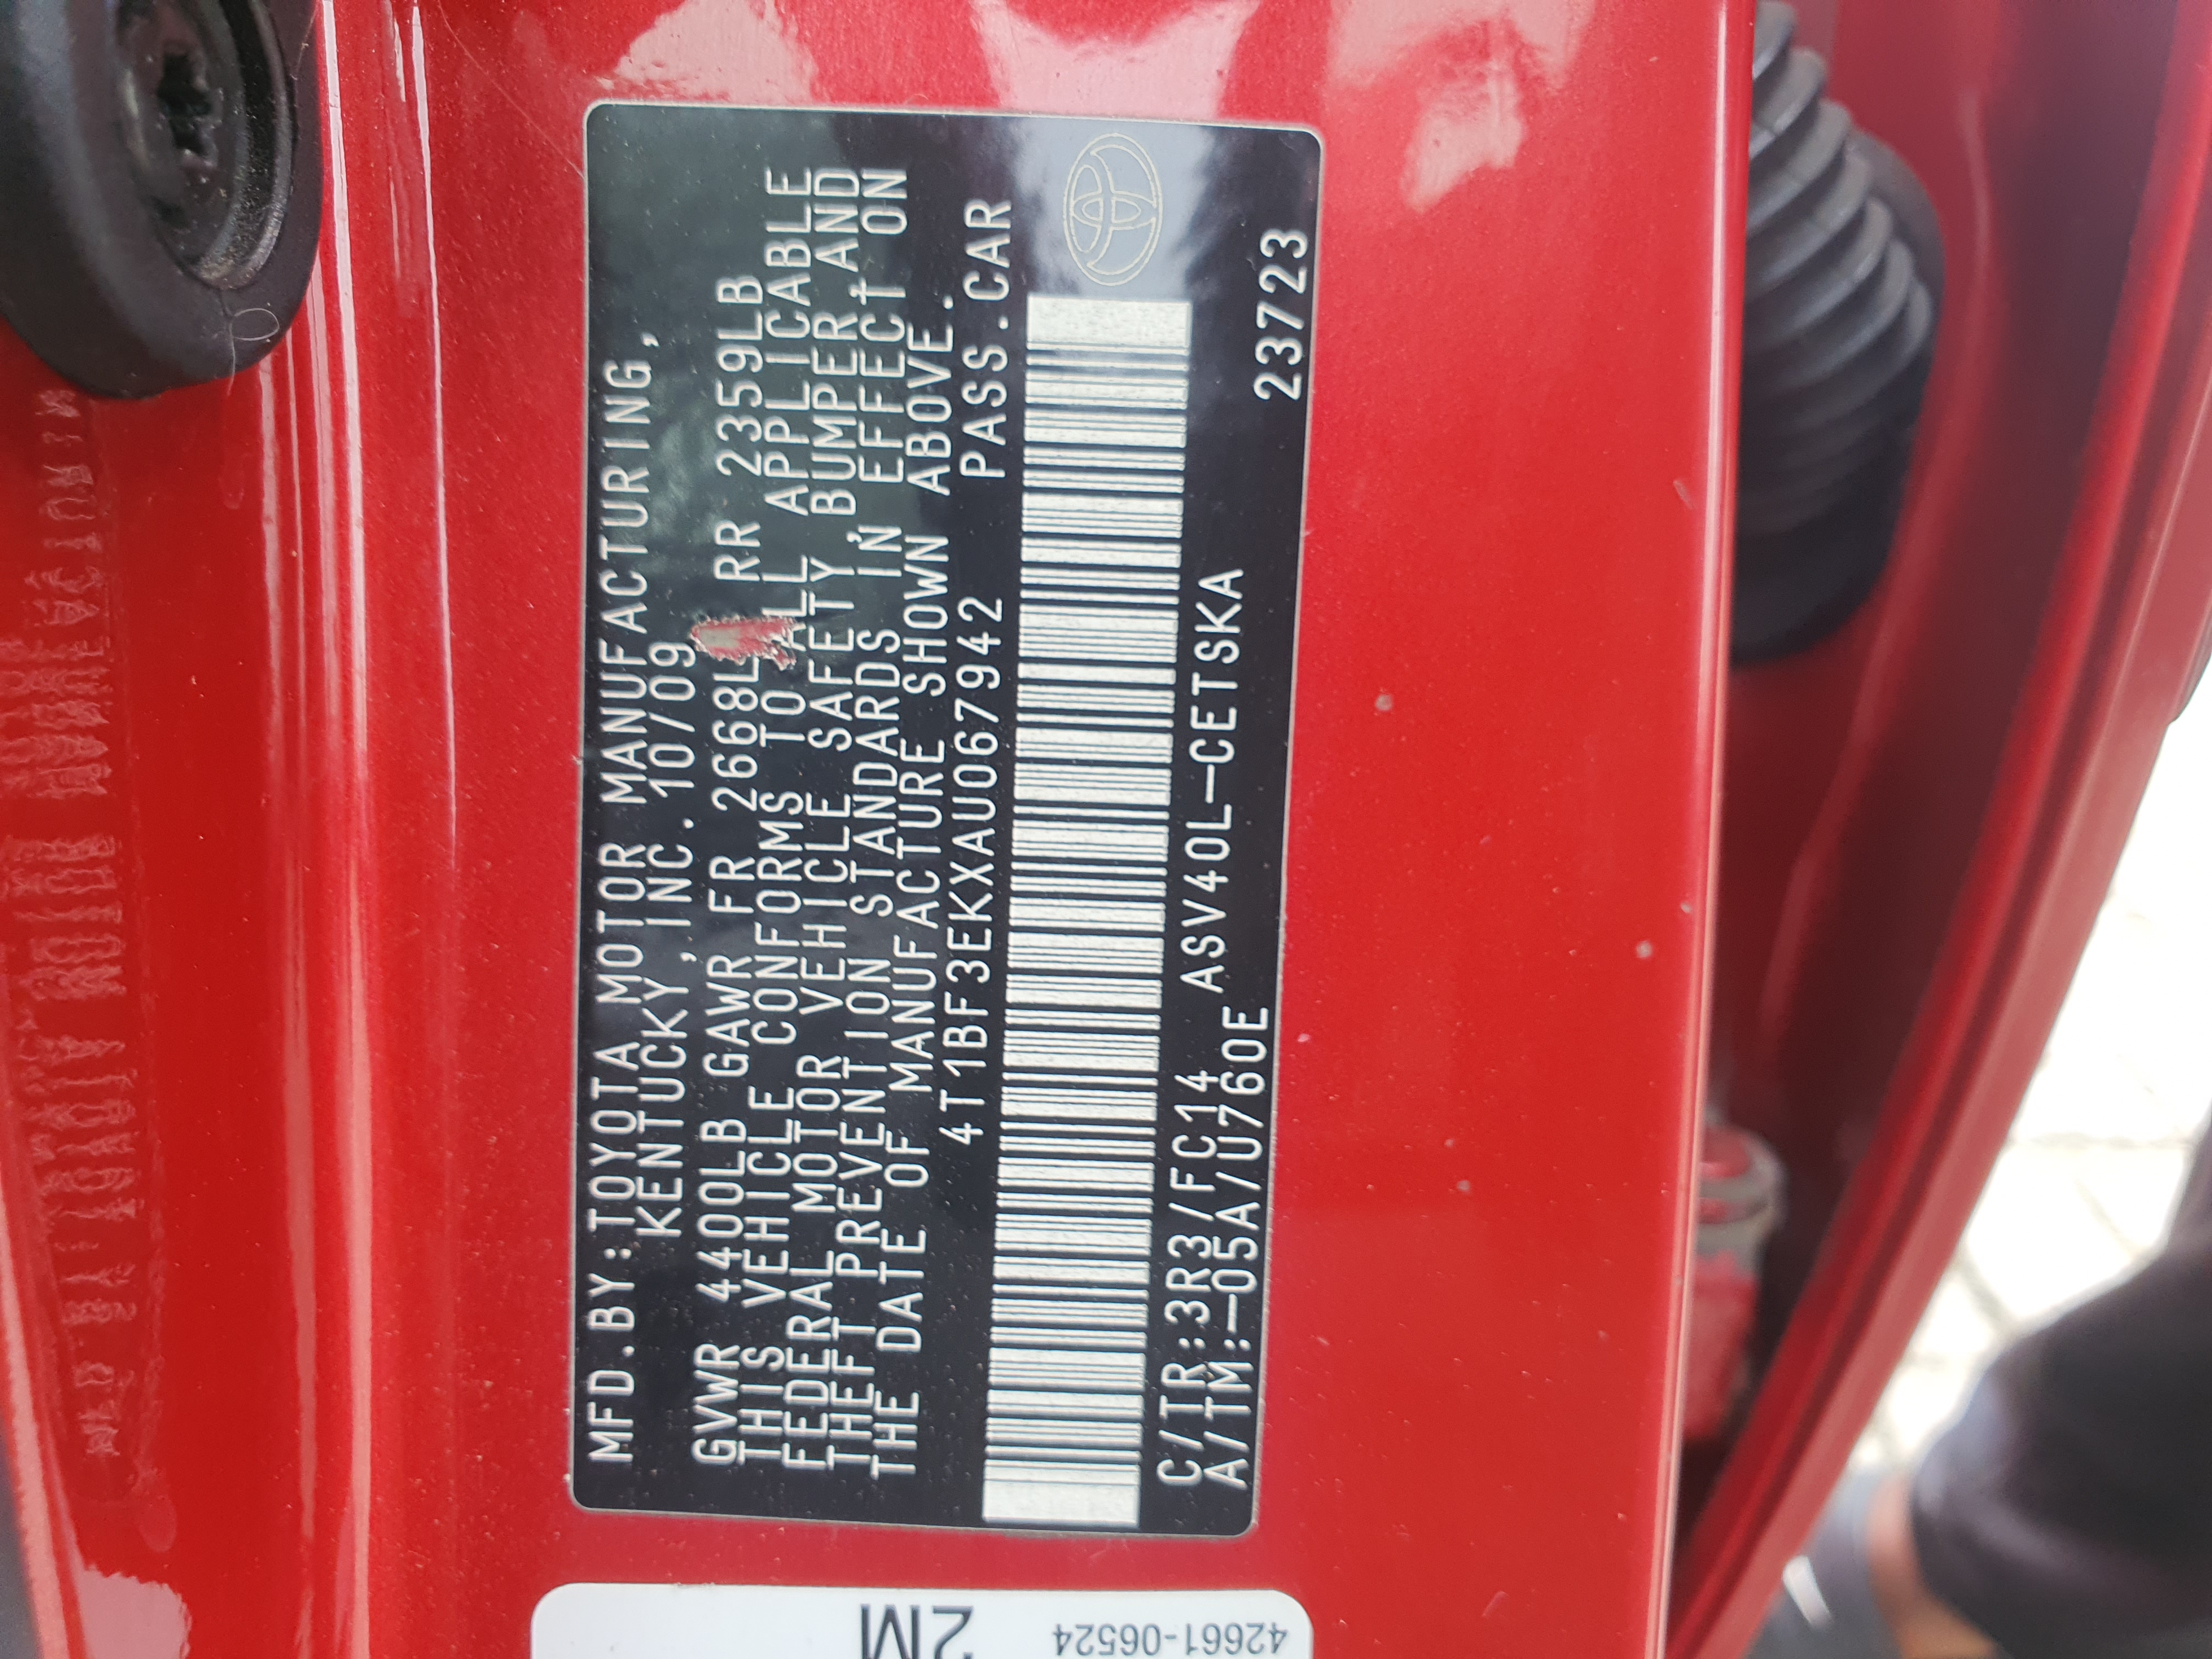 MFD.BY:TOYOTA MOTOR MANUFACTURING,
KENTUCKY,INC. 10/09
GVWR 4400LB GAWR FR 2668L RR 2359LB
THIS VEHICLE CONFORMS TO ALL APPLICABLE
FEDERAL MOTOR VEHICLE SAFETY, BUMPER, AND
THEFT PREVENTION STANDARDS IN EFFECT ON
THE DATE OF MANUFACTURE SHOWN ABOVE.
4T1BF3EKXAU067942 PASS.CAR
C/TR:3R3/FC14 ASV40L-CETSKA
A/TM:-05A/U760E 23723
2M
42661-06524